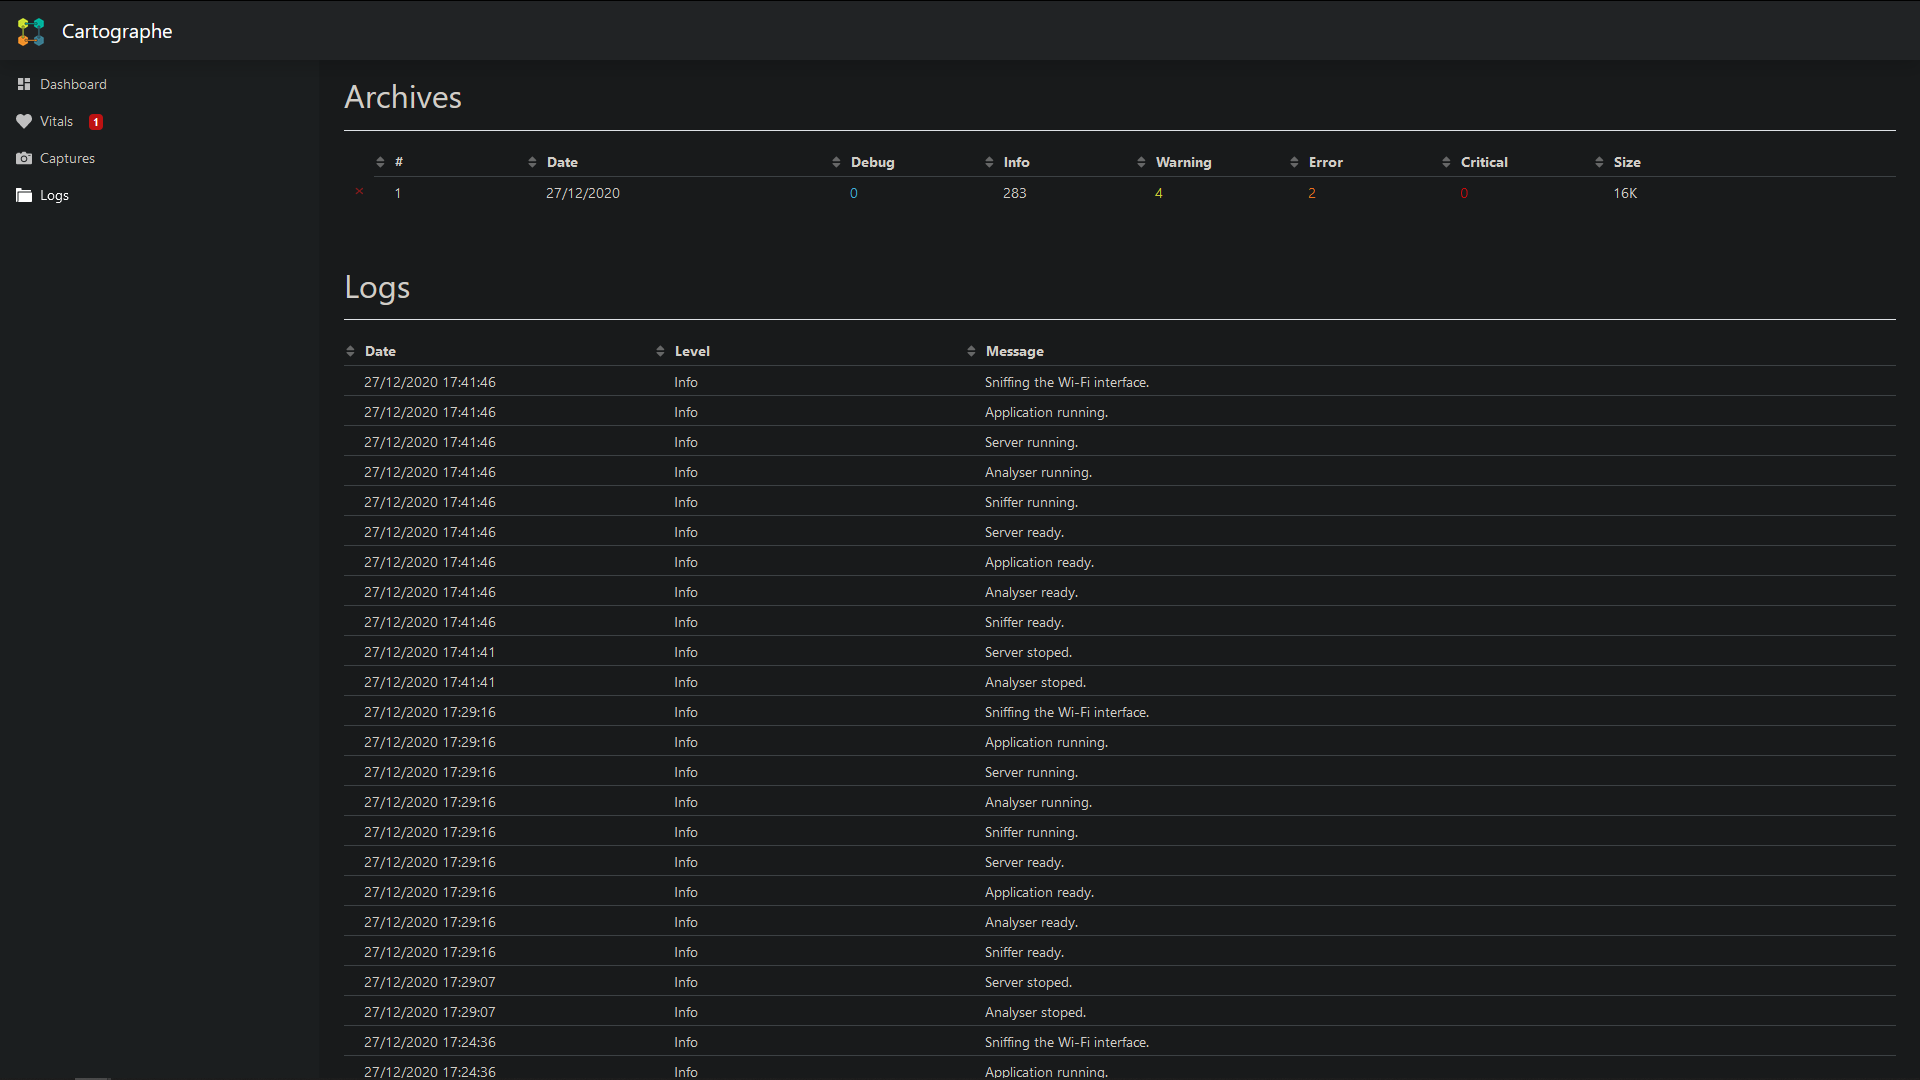 Cartographe
Dashboard
Vitals 1
Captures
Logs
Archives
# Date Debug Info Warning Error Critical Size
× 1 27/12/2020 0 283 4 2 0 16K
Logs
Date Level Message
27/12/2020 17:41:46 Info Sniffing the Wi-Fi interface.
27/12/2020 17:41:46 Info Application running.
27/12/2020 17:41:46 Info Server running.
27/12/2020 17:41:46 Info Analyser running.
27/12/2020 17:41:46 Info Sniffer running.
27/12/2020 17:41:46 Info Server ready.
27/12/2020 17:41:46 Info Application ready.
27/12/2020 17:41:46 Info Analyser ready.
27/12/2020 17:41:46 Info Sniffer ready.
27/12/2020 17:41:41 Info Server stoped.
27/12/2020 17:41:41 Info Analyser stoped.
27/12/2020 17:29:16 Info Sniffing the Wi-Fi interface.
27/12/2020 17:29:16 Info Application running.
27/12/2020 17:29:16 Info Server running.
27/12/2020 17:29:16 Info Analyser running.
27/12/2020 17:29:16 Info Sniffer running.
27/12/2020 17:29:16 Info Server ready.
27/12/2020 17:29:16 Info Application ready.
27/12/2020 17:29:16 Info Analyser ready.
27/12/2020 17:29:16 Info Sniffer ready.
27/12/2020 17:29:07 Info Server stoped.
27/12/2020 17:29:07 Info Analyser stoped.
27/12/2020 17:24:36 Info Sniffing the Wi-Fi interface.
27/12/2020 17:24:36 Info Application running.